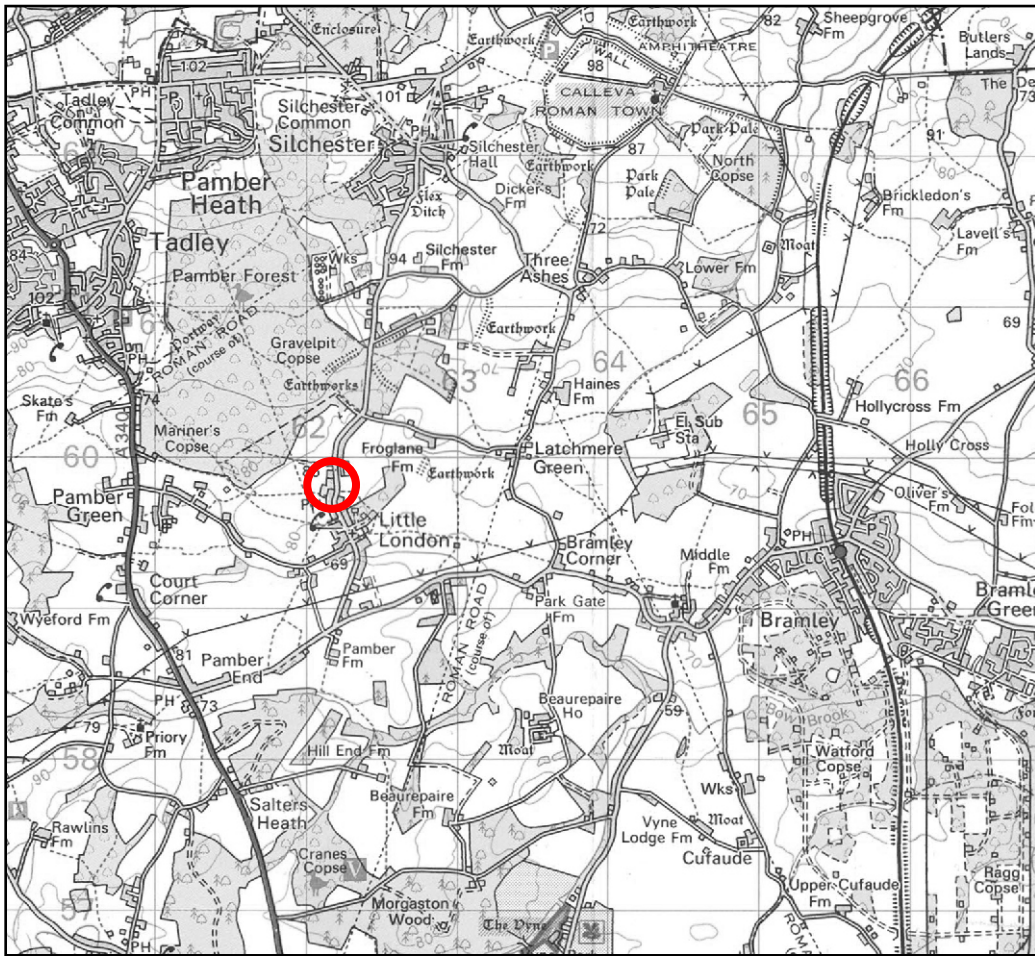 Sheepgrove
Fm
82
Butlers
Lands
Earthwork
P
WALL
98
AMPHITHEATRE
Enclosure
102
PH
P
101
Earthwork
CALLEVA
ROMAN TOWN
73
Tadley
Common
Silchester
Common
Silchester
PH
Silchester
Hall
Park Pale
87
North
Copse
91
80
Earthwork
Park
Pale
Dicker's
Fm
Flex
Ditch
Pamber
Heath
Brickledon's
Fm
Lavell's
Fm
Tadley
84
Wks
94
Silchester
Fm
72
Three
Ashes
Moat
Lower Fm
Pamber Forest
102
61
Portway
ROMAN ROAD
(course of)
Gravelpit
Copse
Earthwork
69
PH
Earthworks
63
70
64
65
66
Haines
Fm
Skate's
Fm
74
A340
Mariner's
Copse
62
Hollycross Fm
El Sub
Sta
60
Froglane
Fm
Earthwork
Latchmere
Green
Holly Cross
Pamber
Green
80
Oliver's
Fm
Little
London
Bramley
Corner
PH
Middle
Fm
69
Court
Corner
Park Gate
Fm
Bramley
Wyeford Fm
ROMAN ROAD
(course of)
Pamber
Fm
81
Pamber
End
Beaurepaire
Ho
59
Bow Brook
PH
73
79
Priory
Fm
Moat
58
Hill End Fm
Watford
Copse
90
Salters
Heath
Beaurepaire
Fm
Wks
Vyne
Lodge Fm
Moat
Cufaude
Rawlins
Fm
Cranes
Copse
V
Upper Cufaude
Fm
Ragg
Copse
57
Morgaston
Wood
The Vyne
PH
80